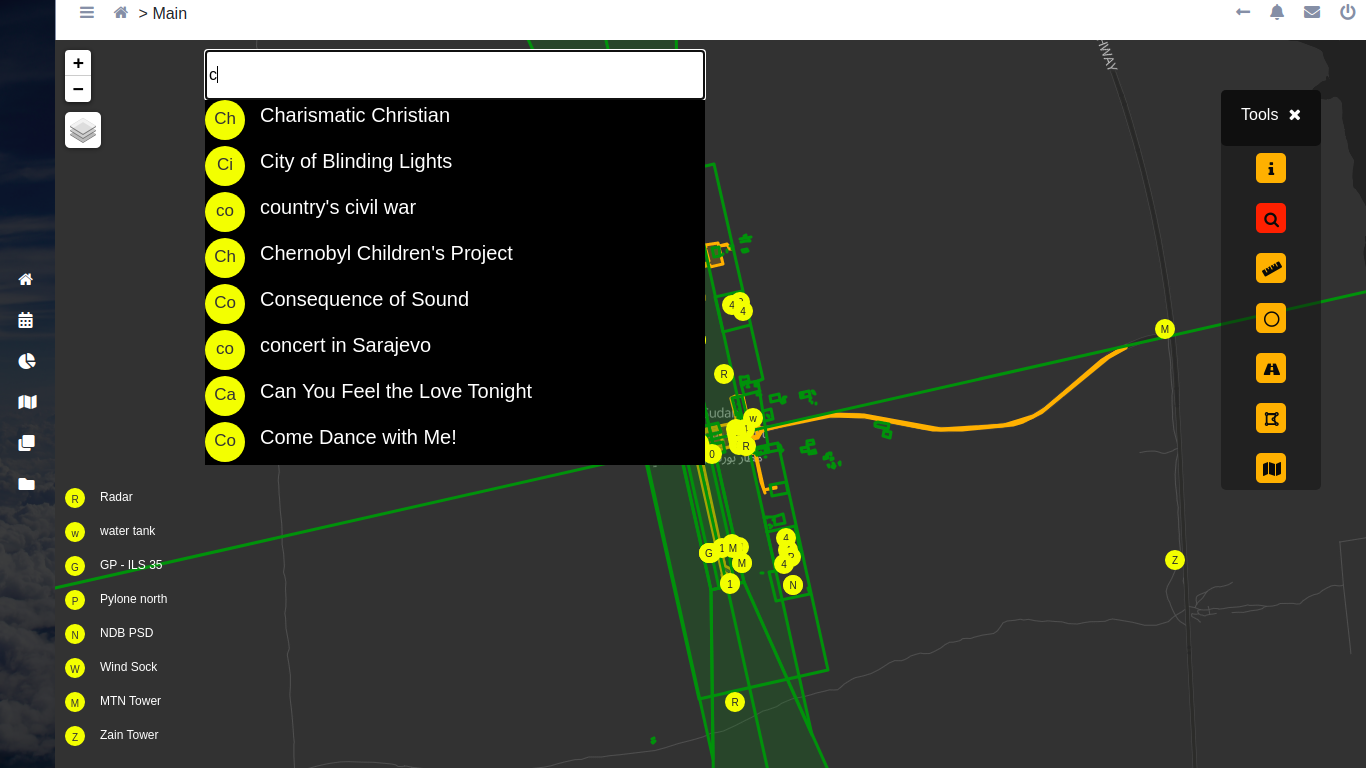 > Main
HWAY
+
−
c
Ch Charismatic Christian
Ci City of Blinding Lights
co country's civil war
Ch Chernobyl Children's Project
Co Consequence of Sound
co concert in Sarajevo
Ca Can You Feel the Love Tonight
Co Come Dance with Me!
Tools
4
4
M
R
w
R
0
R Radar
w water tank
G GP - ILS 35
P Pylone north
N NDB PSD
W Wind Sock
M MTN Tower
Z Zain Tower
G
1
M
M
1
4
4
N
Z
R